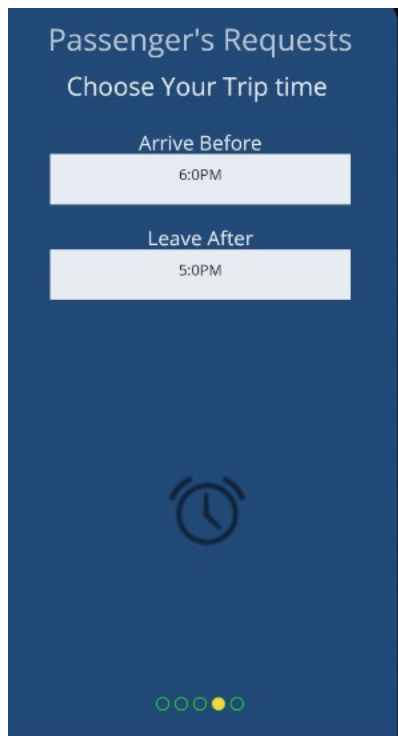 Passenger's Requests
Choose Your Trip time
Arrive Before
6:0PM
Leave After
5:0PM